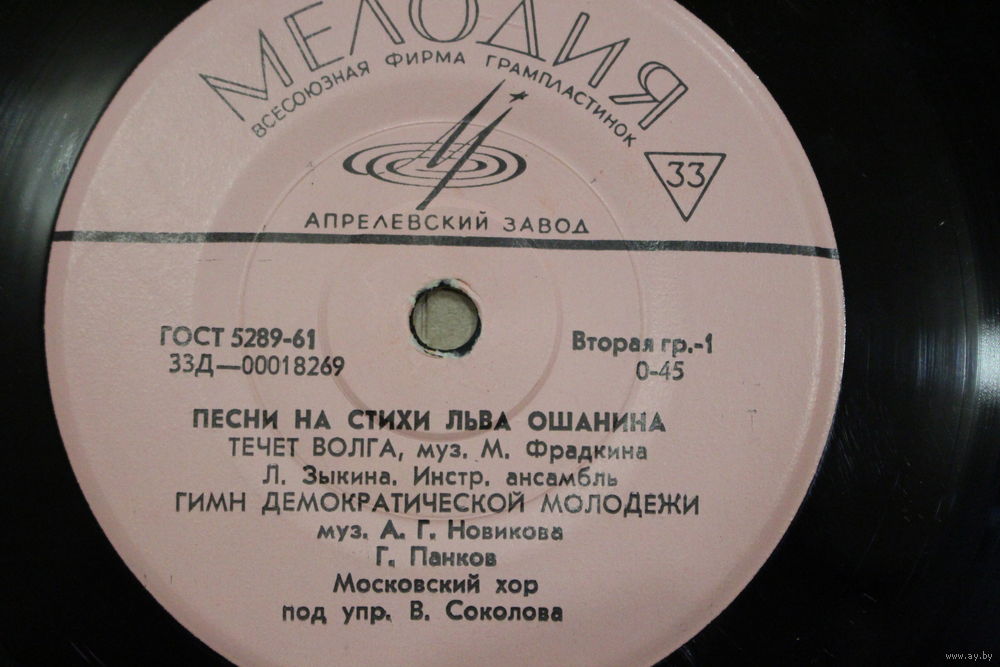 МЕЛОДИЯ
ВСЕСОЮЗНАЯ ФИРМА ГРАМПЛАСТИНОК
33
АПРЕЛЕВСКИЙ ЗАВОД
ГОСТ 5289-61
33Д—00018269
Вторая гр.-1
0-45
ПЕСНИ НА СТИХИ ЛЬВА ОШАНИНА
ТЕЧЕТ ВОЛГА, муз. М. Фрадкина
Л. Зыкина. Инстр. ансамбль
ГИМН ДЕМОКРАТИЧЕСКОЙ МОЛОДЕЖИ
муз. А. Г. Новикова
Г. Панков
Московский хор
под упр. В. Соколова
www.ay.by